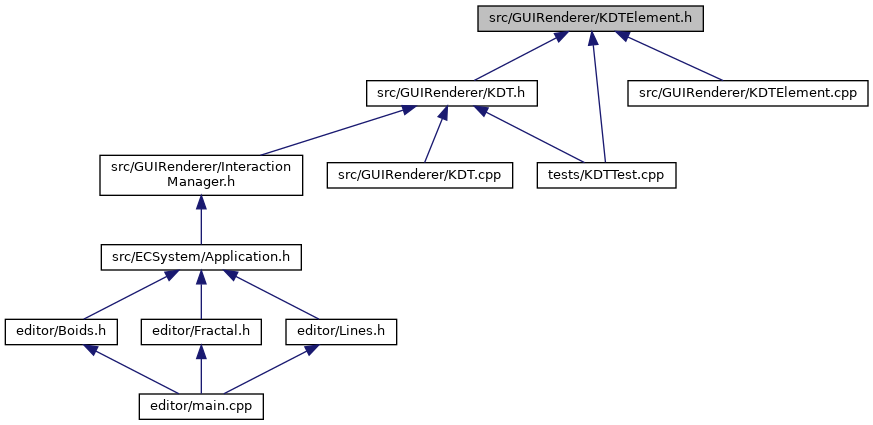 src/GUIRenderer/KDTElement.h
src/GUIRenderer/KDT.h
src/GUIRenderer/KDTElement.cpp
src/GUIRenderer/Interaction
Manager.h
src/GUIRenderer/KDT.cpp
tests/KDTTest.cpp
src/ECSystem/Application.h
editor/Boids.h
editor/Fractal.h
editor/Lines.h
editor/main.cpp